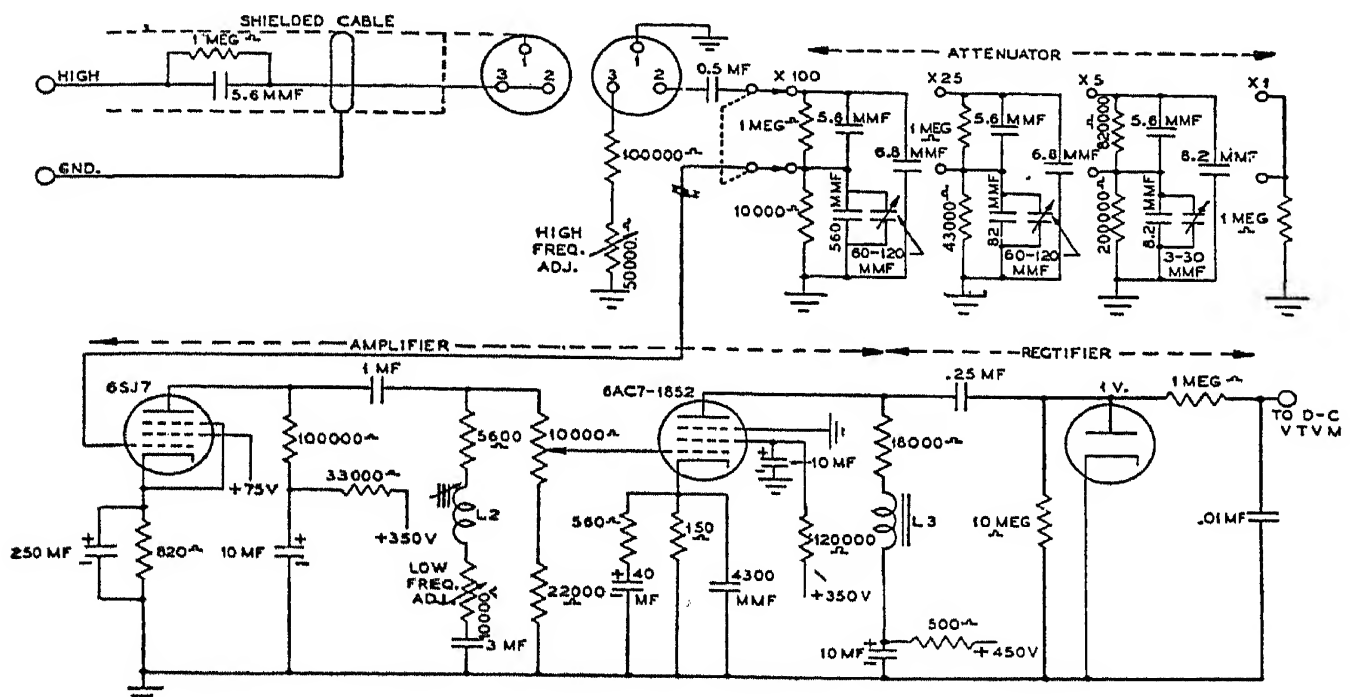 SHIELDED CABLE
1 MEG Ω
HIGH
5.6 MMF
GND.
1
3
2
1
3
2
0.5 MF
ATTENUATOR
X 100
X 25
X 5
X 1
1 MEG Ω
5.6 MMF
6.8 MMF
10000 Ω
560 MMF
60-120 MMF
1 MEG Ω
5.6 MMF
6.8 MMF
43000 Ω
82 MMF
60-120 MMF
820000 Ω
5.6 MMF
8.2 MMF
200000 Ω
8.2 MMF
3-30 MMF
1 MEG Ω
100000 Ω
HIGH
FREQ.
ADJ.
50000 Ω
AMPLIFIER
RECTIFIER
6SJ7
1 MF
100000 Ω
33000 Ω
+75V
+350V
250 MF
+
-
820 Ω
10 MF
+
-
5600 Ω
L2
LOW
FREQ.
ADJ.
10000 Ω
3 MF
10000 Ω
22000 Ω
6AC7-1852
560 Ω
+
40 MF
150 Ω
4300 MMF
+
-
10 MF
120000 Ω
+350V
.25 MF
18000 Ω
L3
500 Ω
+450V
+
-
10 MF
10 MEG Ω
1 V.
1 MEG Ω
TO D-C
VTVM
.01 MF